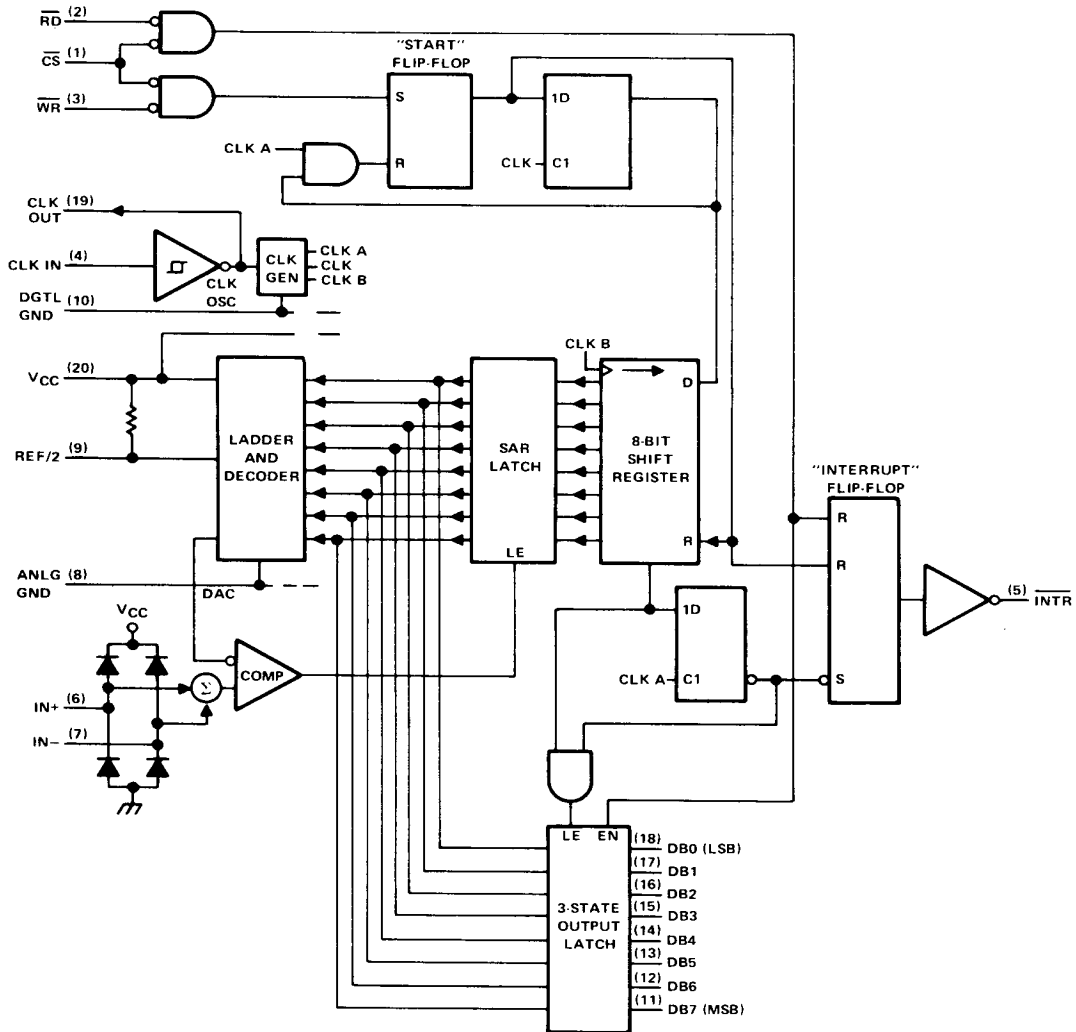 RD (2)
CS (1)
WR (3)
"START"
FLIP-FLOP
S
R
1D
CLK C1
CLK A
CLK (19)
OUT
CLK IN (4)
CLK
OSC
CLK
GEN
CLK A
CLK
CLK B
DGTL (10)
GND
VCC (20)
REF/2 (9)
LADDER
AND
DECODER
SAR
LATCH
LE
CLK B
D
8-BIT
SHIFT
REGISTER
R
"INTERRUPT"
FLIP-FLOP
R
R
S
(5) INTR
ANLG (8)
GND
DAC
VCC
COMP
Σ
IN+ (6)
IN− (7)
1D
CLK A C1
LE EN
3-STATE
OUTPUT
LATCH
(18) DB0 (LSB)
(17) DB1
(16) DB2
(15) DB3
(14) DB4
(13) DB5
(12) DB6
(11) DB7 (MSB)